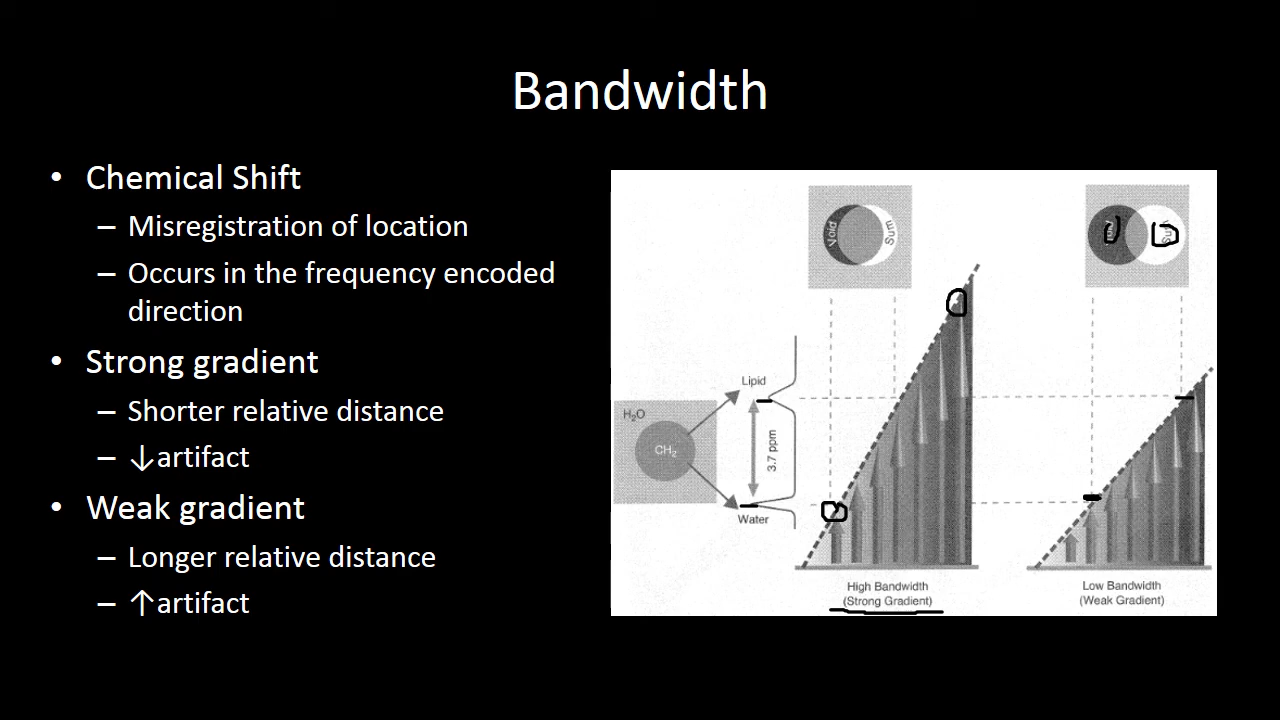 Bandwidth
• Chemical Shift
– Misregistration of location
– Occurs in the frequency encoded
direction
• Strong gradient
– Shorter relative distance
– ↓artifact
• Weak gradient
– Longer relative distance
– ↑artifact
Void
Sum
Lipid
H₂O
CH₂
3.7 ppm
Water
High Bandwidth
(Strong Gradient)
Low Bandwidth
(Weak Gradient)